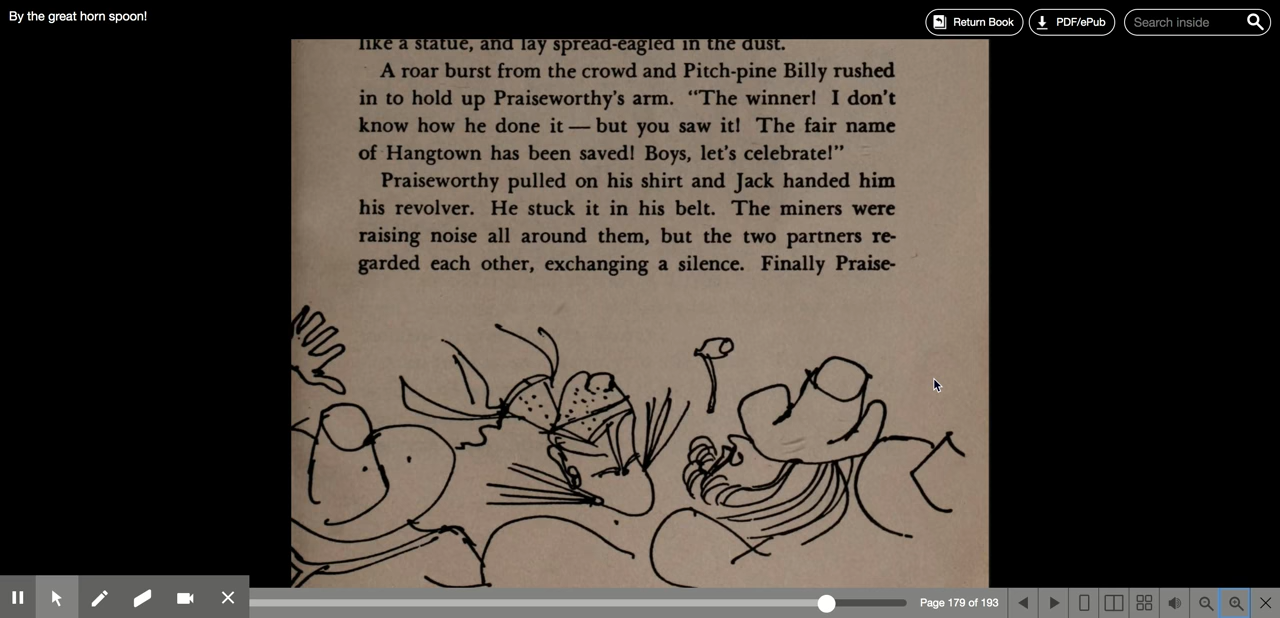 By the great horn spoon!
Return Book
PDF/ePub
Search inside
like a statue, and lay spread-eagled in the dust.
A roar burst from the crowd and Pitch-pine Billy rushed
in to hold up Praiseworthy's arm. "The winner! I don't
know how he done it — but you saw it! The fair name
of Hangtown has been saved! Boys, let's celebrate!"
Praiseworthy pulled on his shirt and Jack handed him
his revolver. He stuck it in his belt. The miners were
raising noise all around them, but the two partners re-
garded each other, exchanging a silence. Finally Praise-
Page 179 of 193